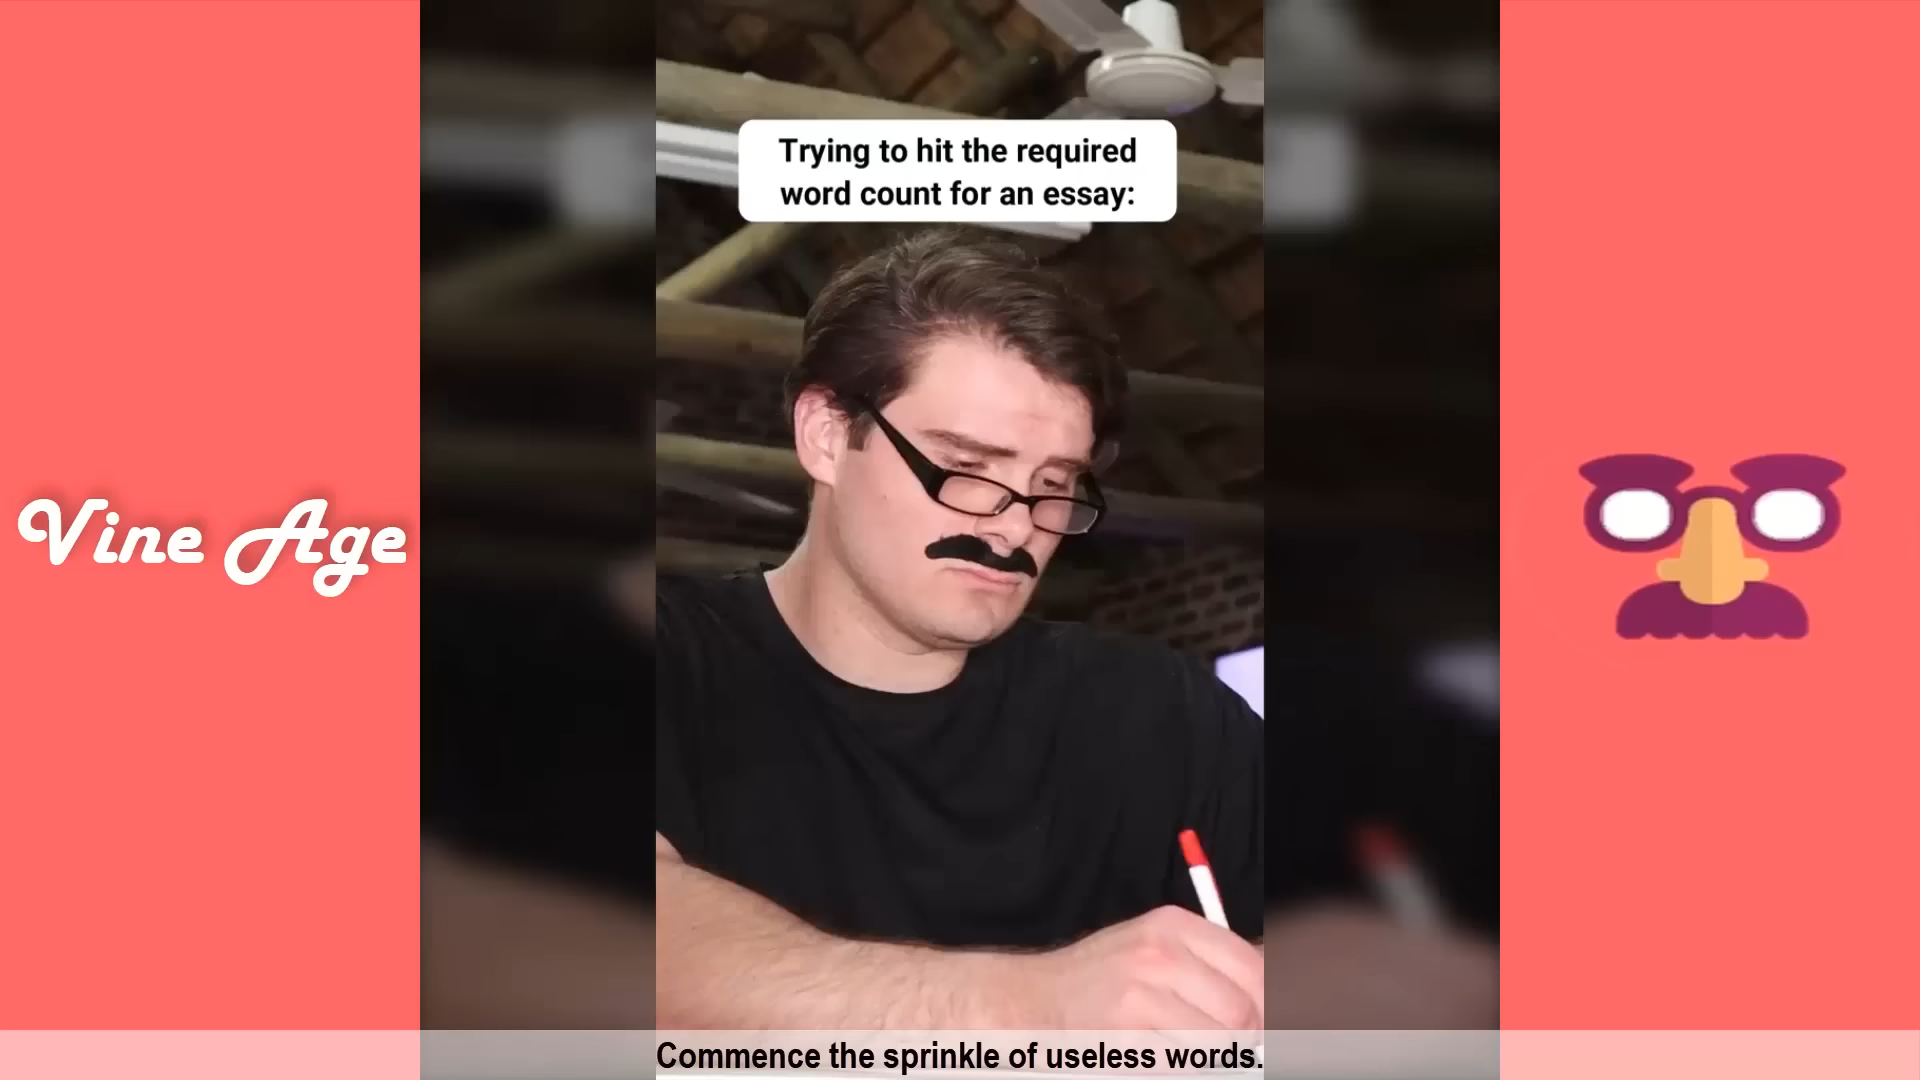 Trying to hit the required
word count for an essay:
Vine Age
Commence the sprinkle of useless words.